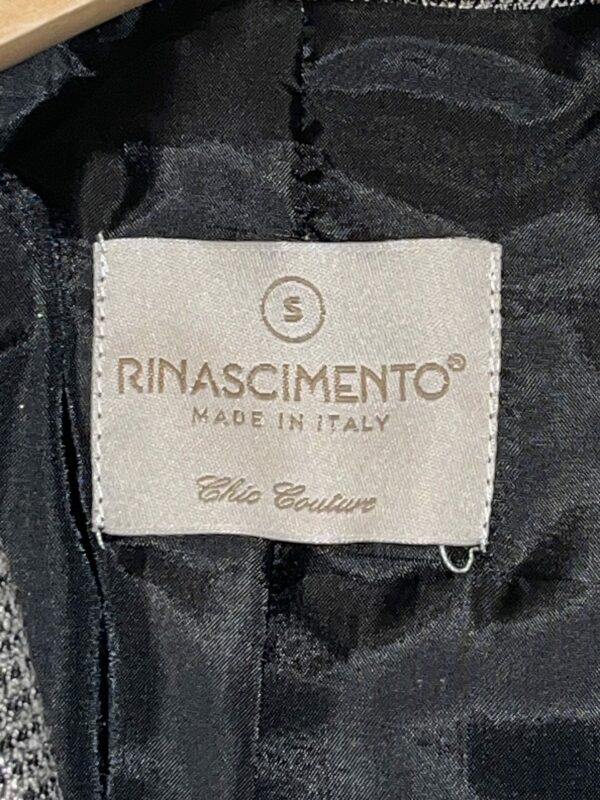 S
RINASCIMENTO®
MADE IN ITALY
Chic Couture